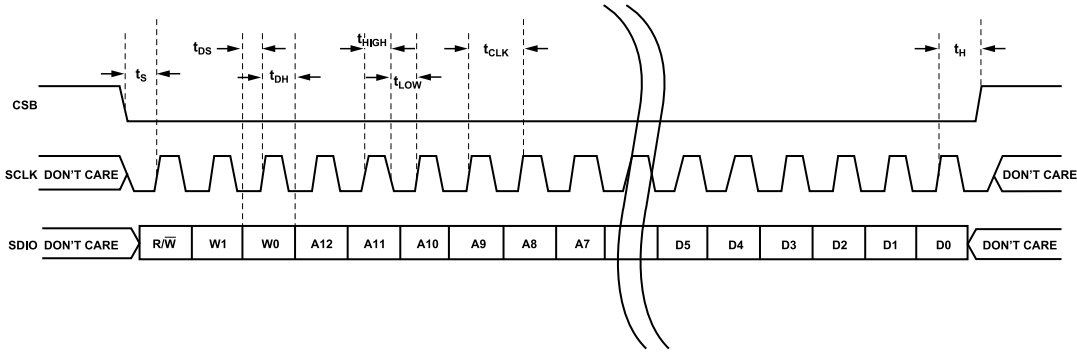 tDS
tHIGH
tCLK
tH
tS
tDH
tLOW
CSB
SCLK DON'T CARE
DON'T CARE
SDIO DON'T CARE R/W̅ W1 W0 A12 A11 A10 A9 A8 A7 D5 D4 D3 D2 D1 D0 DON'T CARE